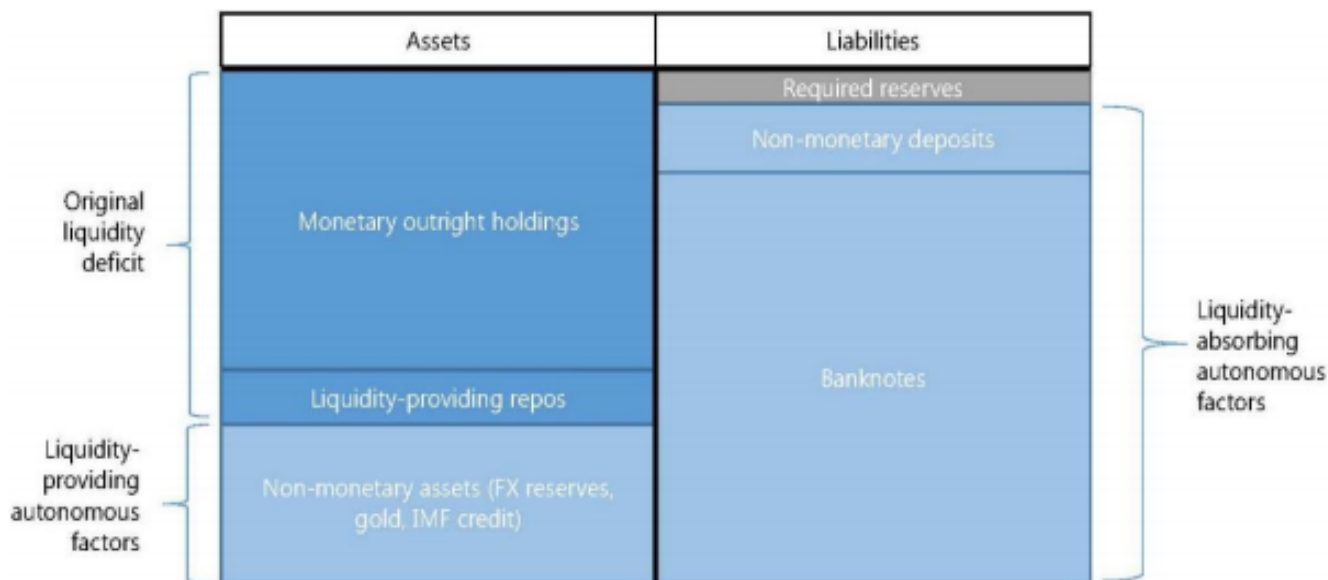 Assets
Liabilities
Required reserves
Non-monetary deposits
Original
liquidity
deficit
Monetary outright holdings
Liquidity-
absorbing
autonomous
factors
Banknotes
Liquidity-providing repos
Liquidity-
providing
autonomous
factors
Non-monetary assets (FX reserves,
gold, IMF credit)